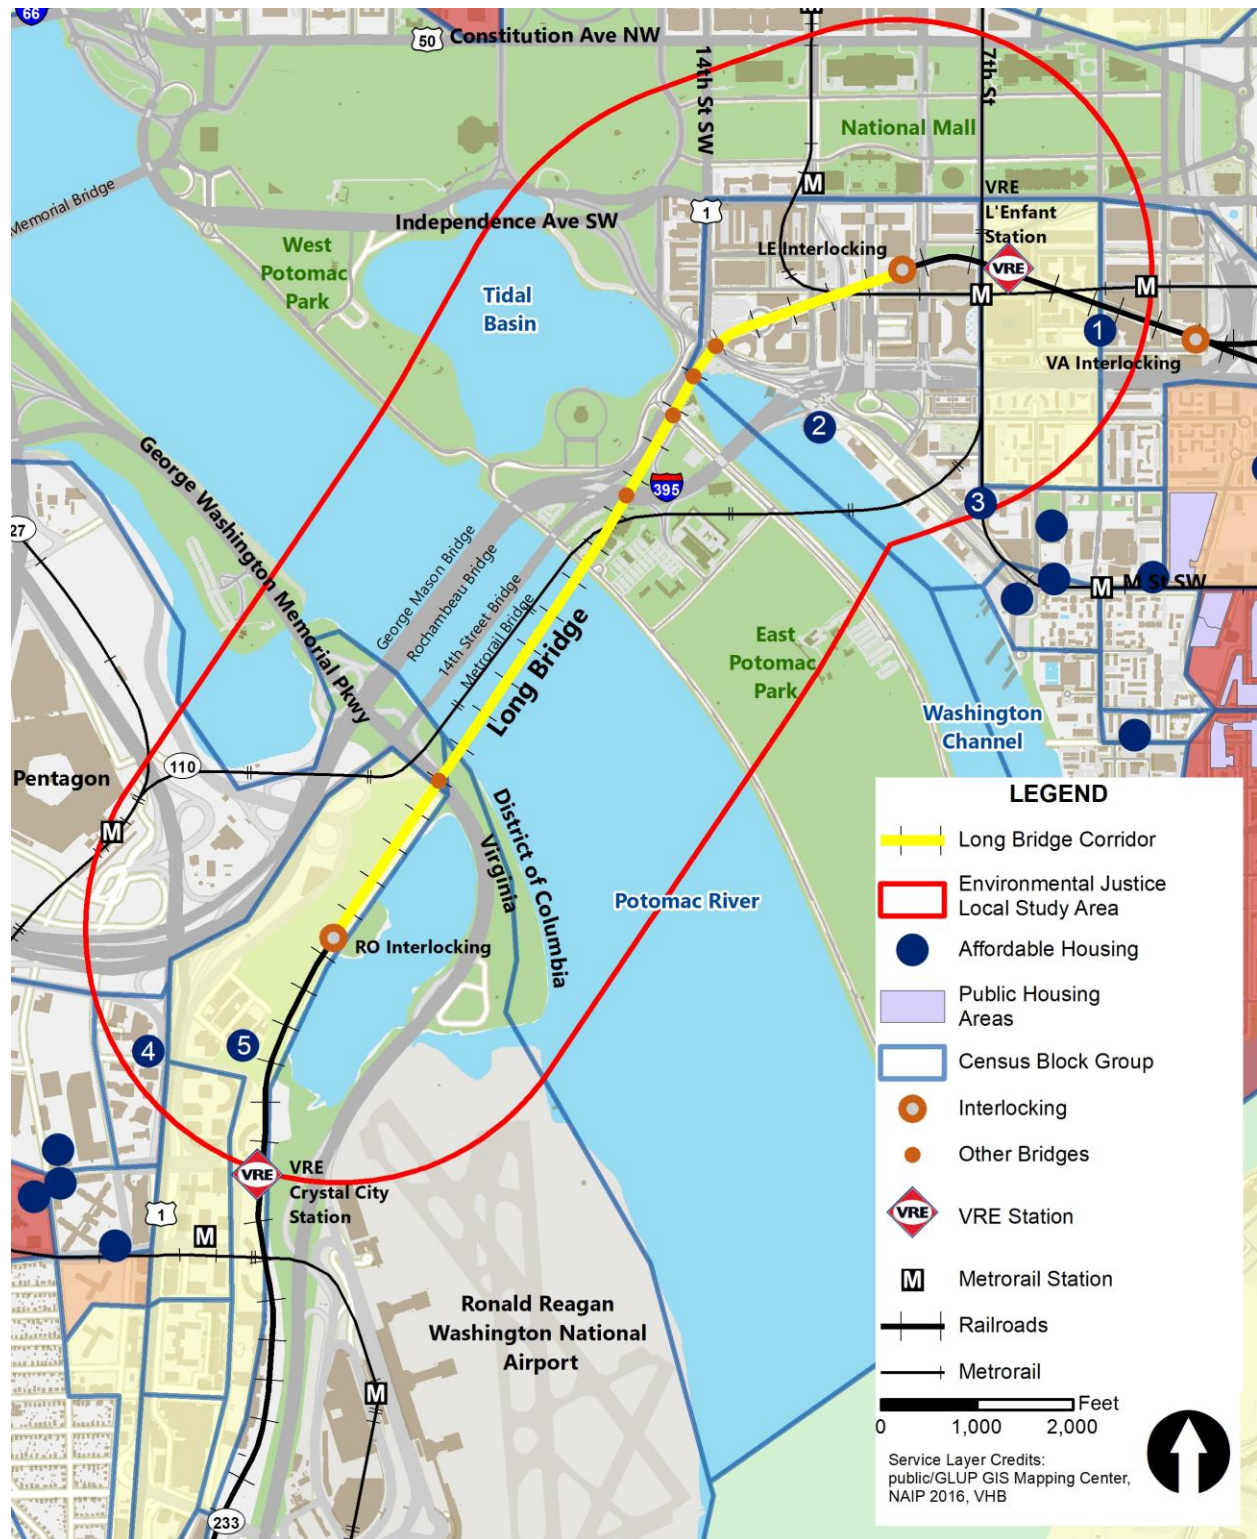 66
50
Constitution Ave NW
14th St SW
7th St
National Mall
M
Memorial Bridge
1
VRE
L'Enfant
Station
Independence Ave SW
LE Interlocking
VRE
West
Potomac
Park
Tidal
Basin
M
M
1
VA Interlocking
2
George Washington Memorial Pkwy
395
3
27
George Mason Bridge
Rochambeau Bridge
14th Street Bridge
Metrorail Bridge
Long Bridge
M
M St SW
East
Potomac
Park
Washington
Channel
110
Pentagon
M
District of Columbia
Virginia
Potomac River
RO Interlocking
4
5
VRE
VRE
Crystal City
Station
1
M
Ronald Reagan
Washington National
Airport
M
233
LEGEND
Long Bridge Corridor
Environmental Justice
Local Study Area
Affordable Housing
Public Housing
Areas
Census Block Group
Interlocking
Other Bridges
VRE
VRE Station
M
Metrorail Station
Railroads
Metrorail
Feet
0 1,000 2,000
Service Layer Credits:
public/GLUP GIS Mapping Center,
NAIP 2016, VHB